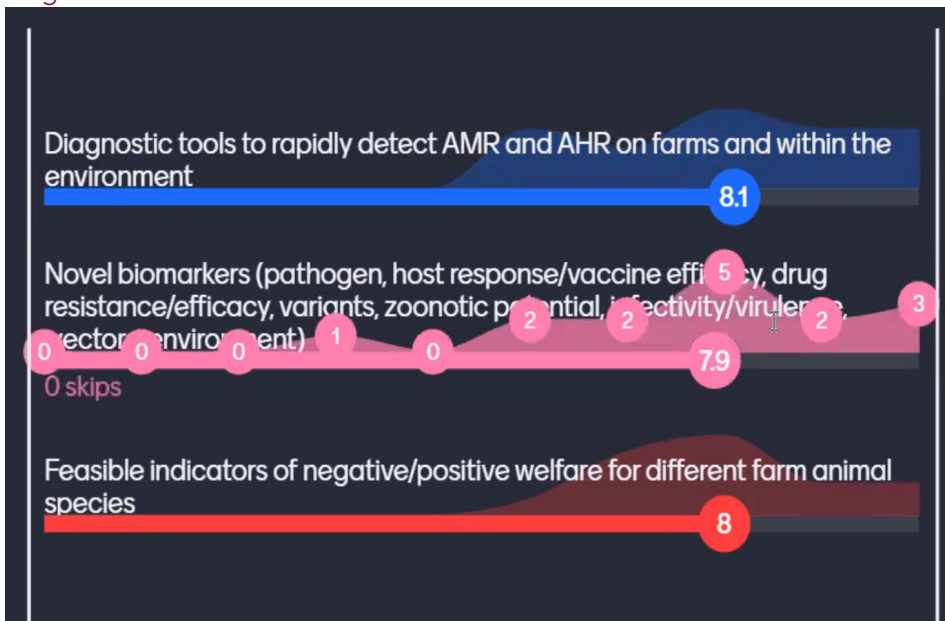 Diagnostic tools to rapidly detect AMR and AHR on farms and within the
environment
8.1
Novel biomarkers (pathogen, host response/vaccine 5 drug
resistance/efficacy, variants, zoonotic
2 2 2 3
1
0 0 0 0
7.9
0 skips
Feasible indicators of negative/positive welfare for different farm animal
species
8